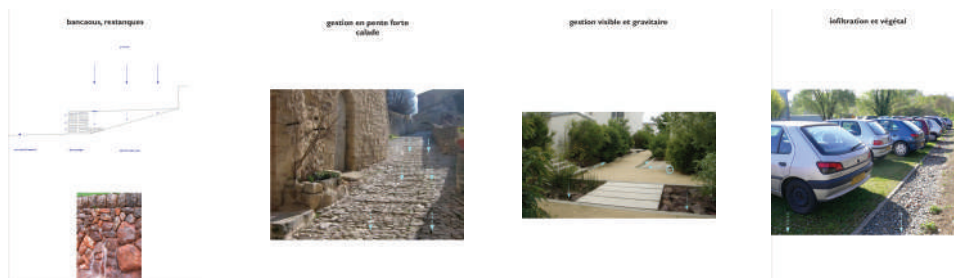 bancaous, restanques
gestion en pente forte
calade
gestion visible et gravitaire
infiltration et végétal